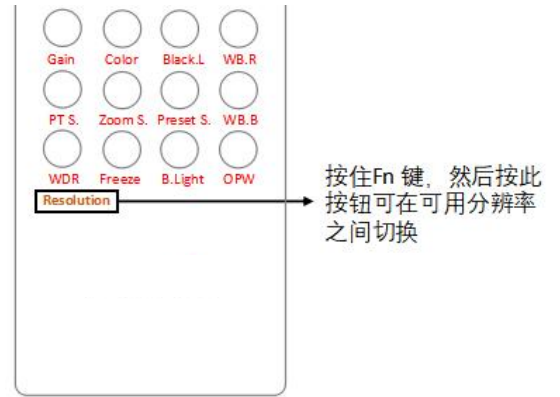 Gain Color Black.L WB.R
PT S. Zoom S. Preset S. WB.B
WDR Freeze B.Light OPW
Resolution
按住Fn 键，然后按此
按钮可在可用分辨率
之间切换